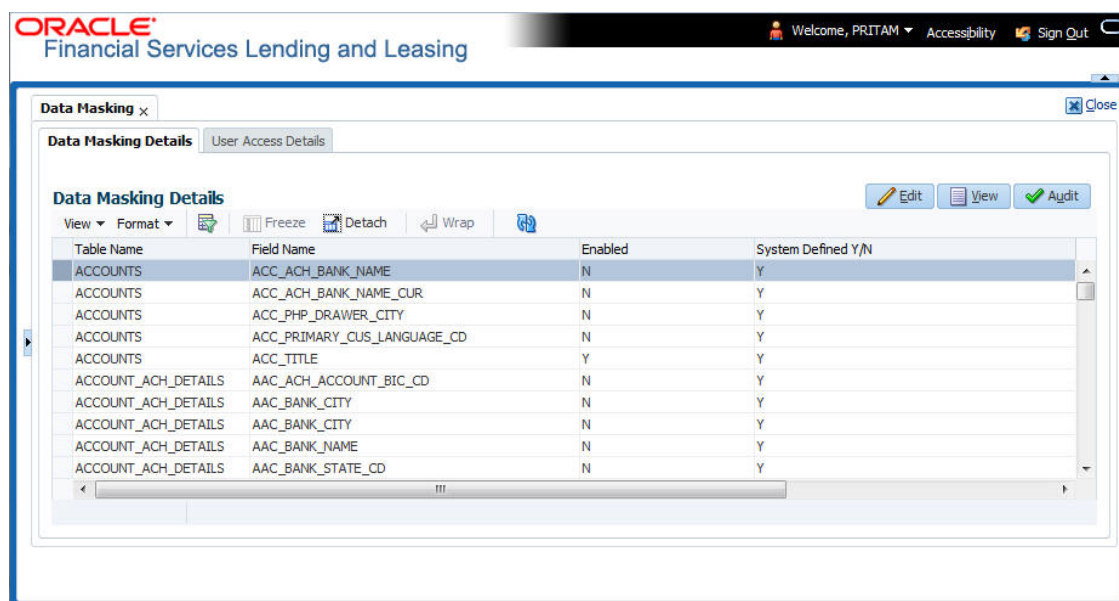 ORACLE
Financial Services Lending and Leasing
Welcome, PRITAM Accessibility Sign Out
Data Masking x
Close
Data Masking Details User Access Details
Data Masking Details
Edit View Audit
View Format Freeze Detach Wrap
Table Name Field Name Enabled System Defined Y/N
ACCOUNTS ACC_ACH_BANK_NAME N Y
ACCOUNTS ACC_ACH_BANK_NAME_CUR N Y
ACCOUNTS ACC_PHP_DRAWER_CITY N Y
ACCOUNTS ACC_PRIMARY_CUS_LANGUAGE_CD N Y
ACCOUNTS ACC_TITLE Y Y
ACCOUNT_ACH_DETAILS AAC_ACH_ACCOUNT_BIC_CD N Y
ACCOUNT_ACH_DETAILS AAC_BANK_CITY N Y
ACCOUNT_ACH_DETAILS AAC_BANK_CITY N Y
ACCOUNT_ACH_DETAILS AAC_BANK_NAME N Y
ACCOUNT_ACH_DETAILS AAC_BANK_STATE_CD N Y